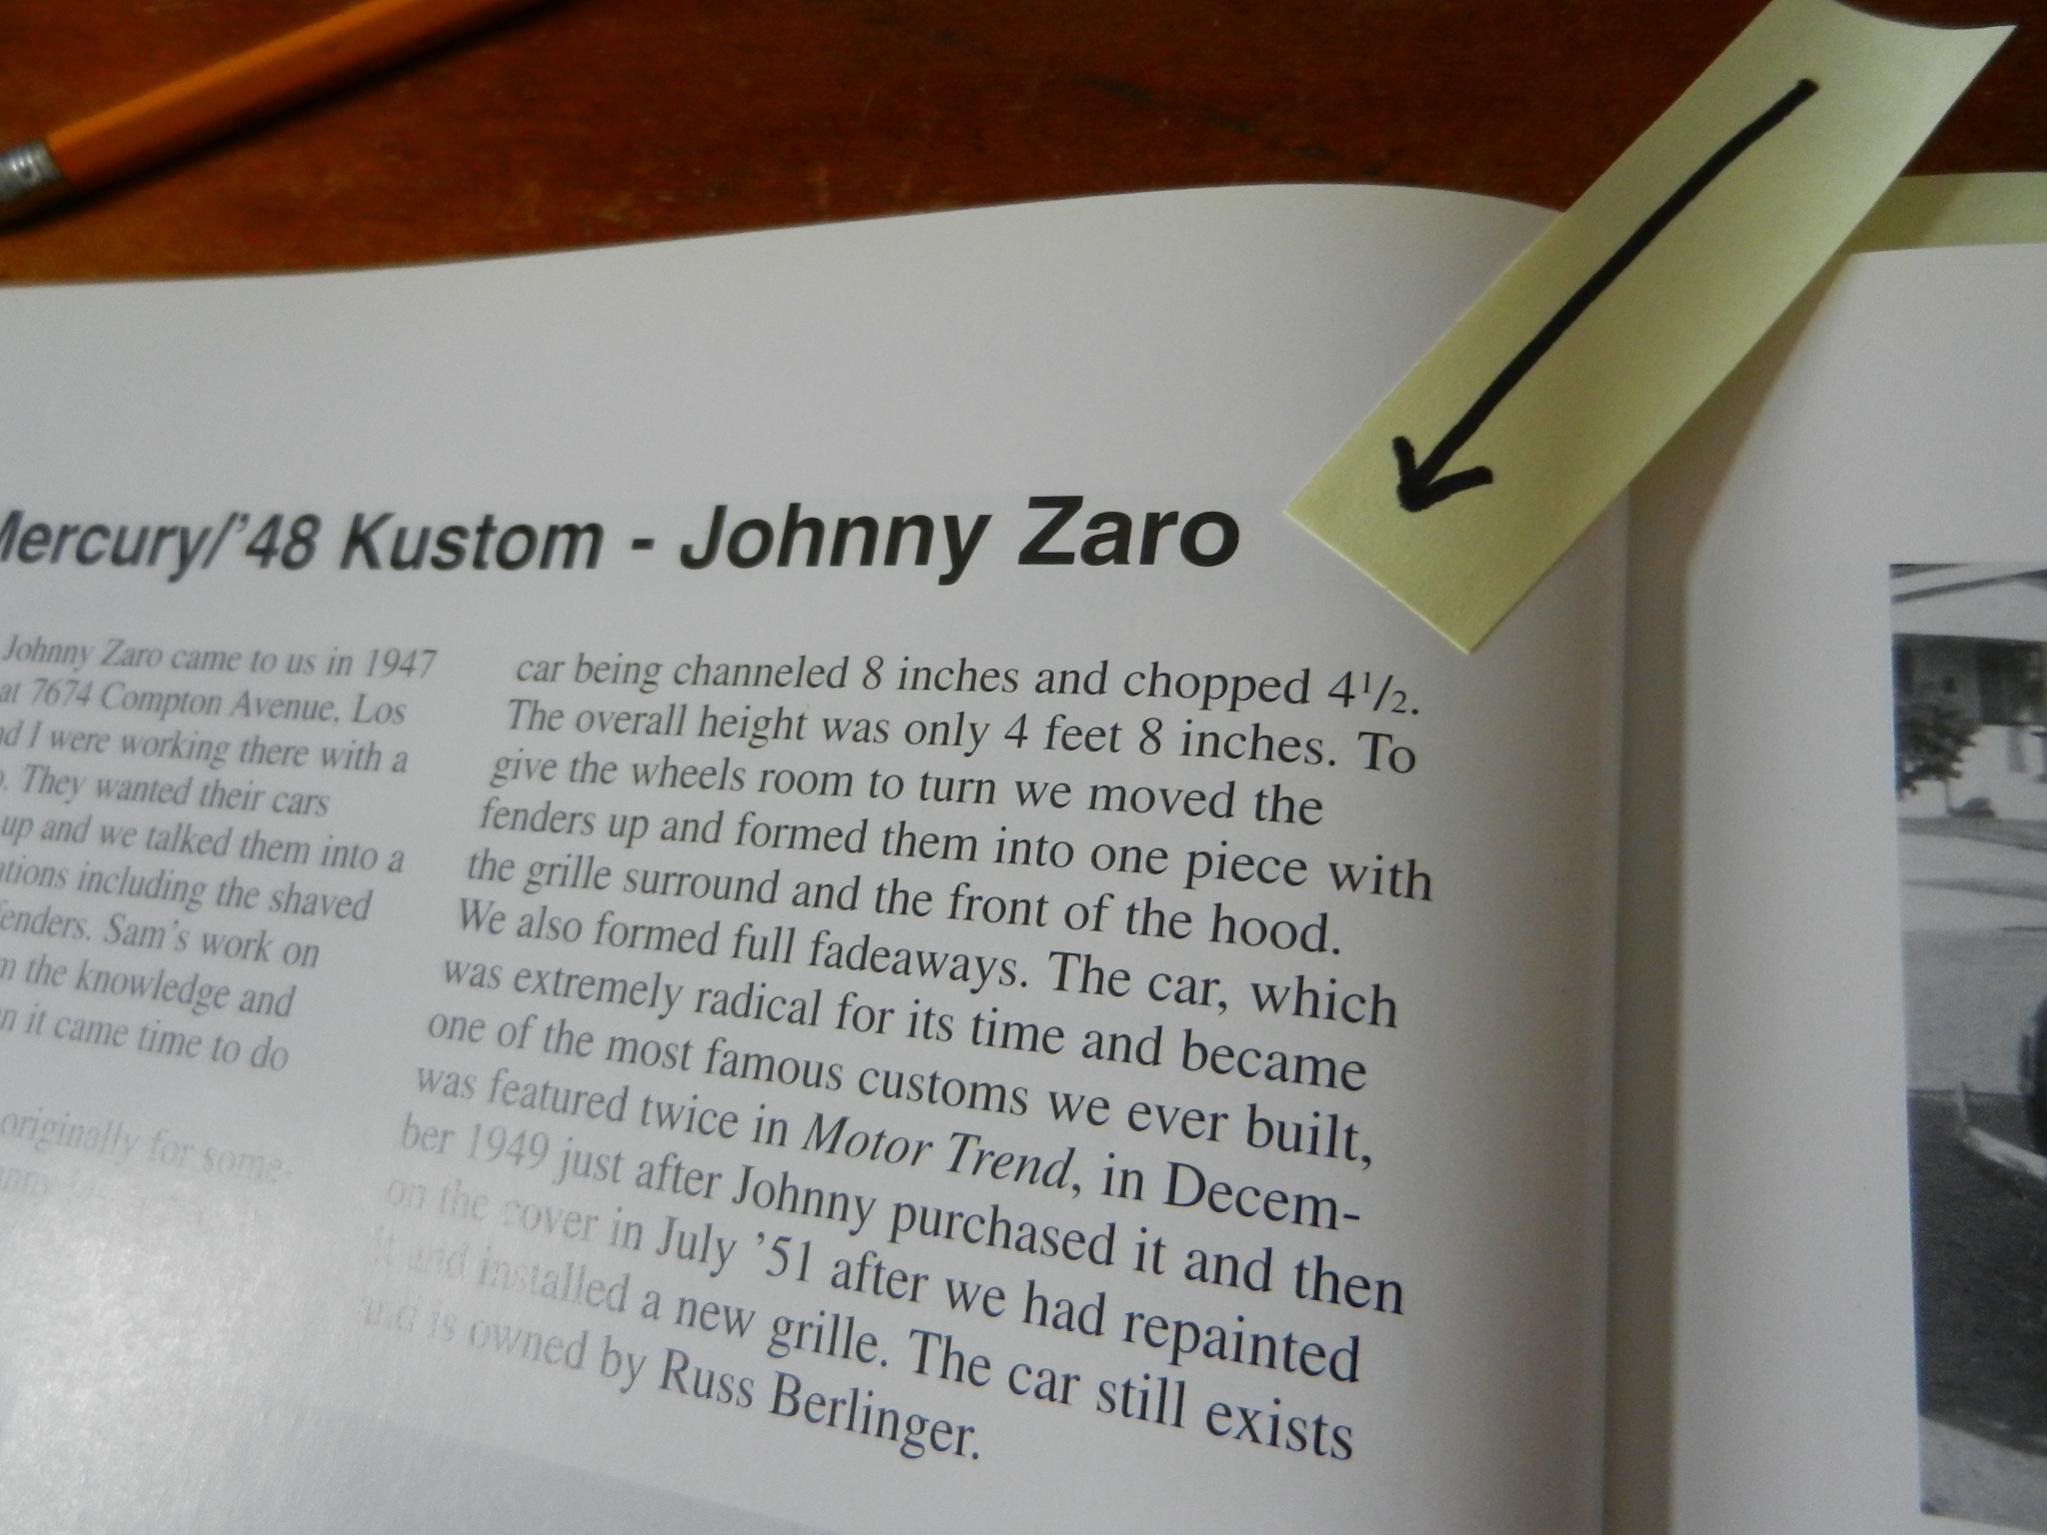 Mercury/'48 Kustom - Johnny Zaro
Johnny Zaro came to us in 1947
at 7674 Compton Avenue, Los
I were working there with a
They wanted their cars
up and we talked them into a
including the shaved
Sam's work on
the knowledge and
it came time to do
originally for some-
car being channeled 8 inches and chopped 4½.
The overall height was only 4 feet 8 inches. To
give the wheels room to turn we moved the
fenders up and formed them into one piece with
the grille surround and the front of the hood.
We also formed full fadeaways. The car, which
was extremely radical for its time and became
one of the most famous customs we ever built,
was featured twice in Motor Trend, in Decem-
ber 1949 just after Johnny purchased it and then
on the cover in July '51 after we had repainted
it and installed a new grille. The car still exists
and is owned by Russ Berlinger.